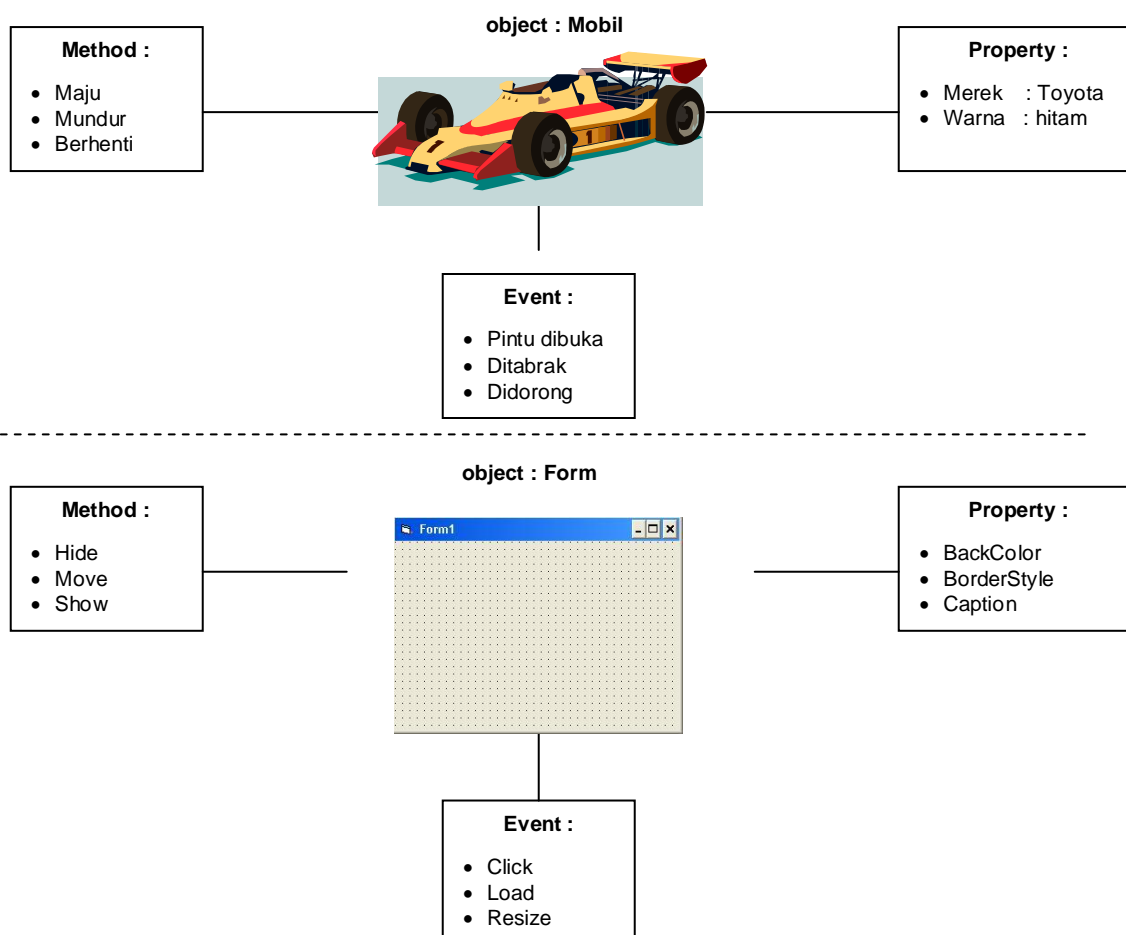 object : Mobil
Method :
• Maju
• Mundur
• Berhenti
1
1
Property :
• Merek : Toyota
• Warna : hitam
Event :
• Pintu dibuka
• Ditabrak
• Didorong
object : Form
Method :
• Hide
• Move
• Show
Form1
Property :
• BackColor
• BorderStyle
• Caption
Event :
• Click
• Load
• Resize